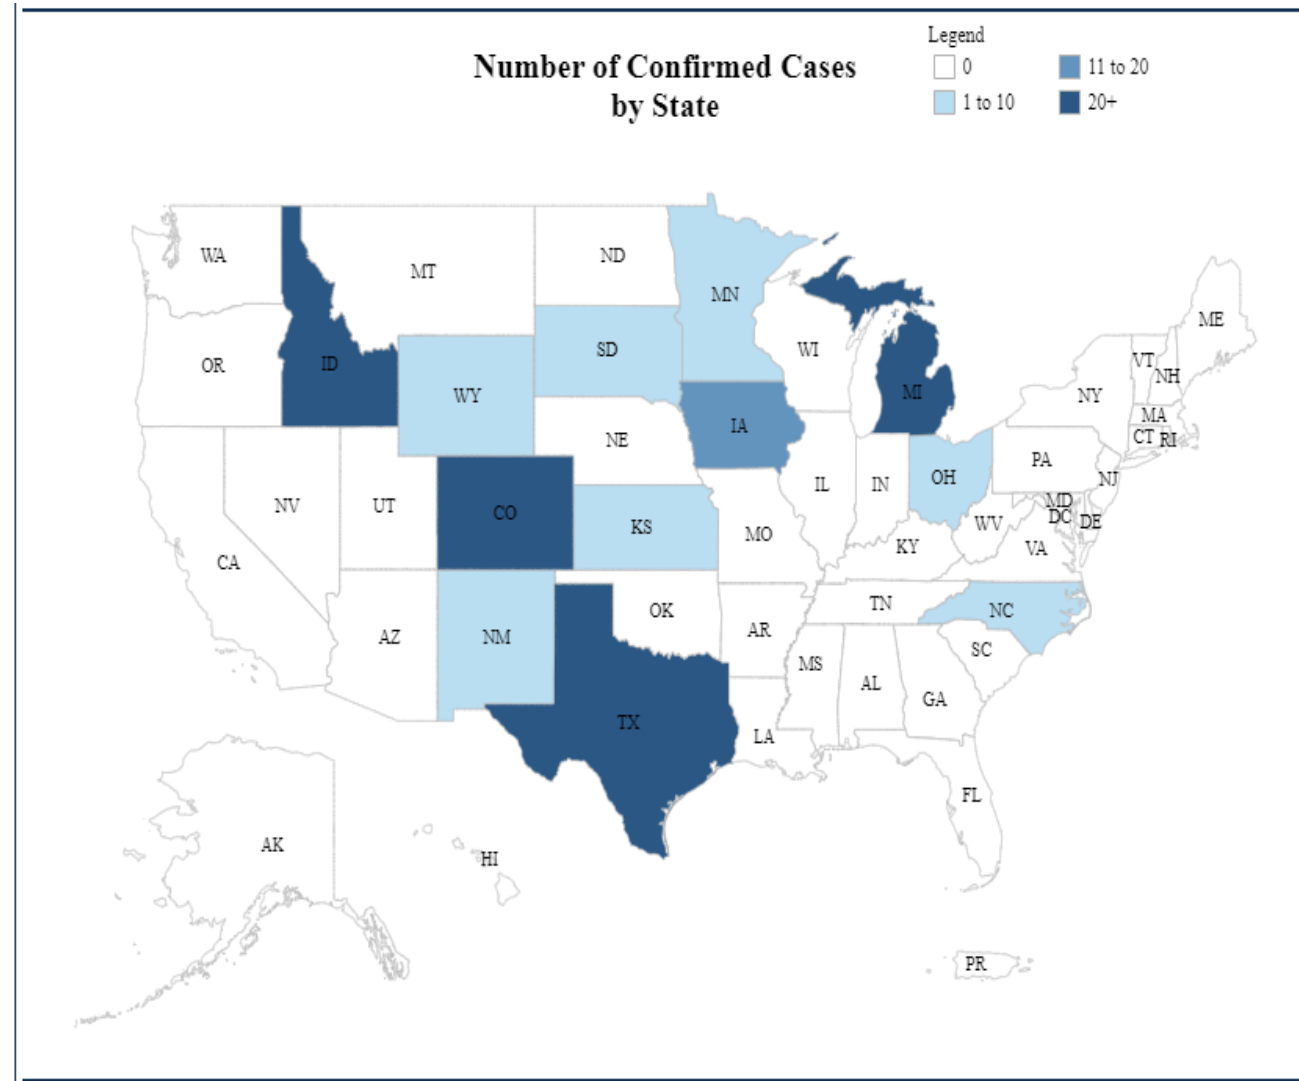 Legend
Number of Confirmed Cases
by State
0
11 to 20
1 to 10
20+
WA
MT
ND
MN
ME
OR
ID
WY
SD
WI
MI
VT
NH
NY
MA
CT
RI
IA
NE
PA
NJ
NV
UT
CO
KS
IL
IN
OH
MD
DC
DE
WV
VA
CA
MO
KY
AZ
NM
OK
AR
TN
NC
SC
MS
AL
GA
TX
LA
FL
AK
HI
PR